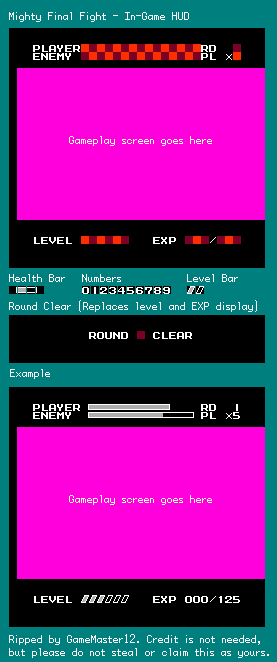 Mighty Final Fight - In-Game HUD
PLAYER RD
ENEMY PL x
Gameplay screen goes here
LEVEL EXP /
Health Bar Numbers Level Bar
0123456789
Round Clear (Replaces level and EXP display)
ROUND CLEAR
Example
PLAYER RD 1
ENEMY PL x5
Gameplay screen goes here
LEVEL EXP 000/125
Ripped by GameMaster12. Credit is not needed,
but please do not steal or claim this as yours.